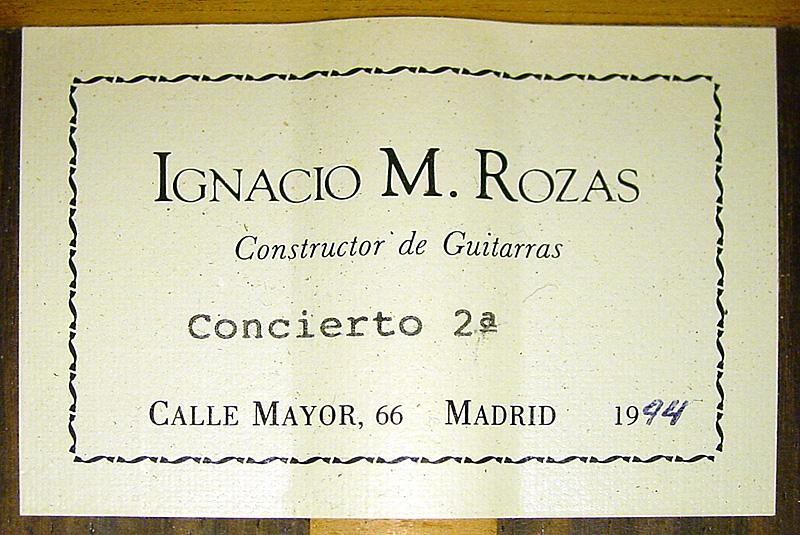 Ignacio M. Rozas
Constructor de Guitarras
Concierto 2ª
Calle Mayor, 66 Madrid 1994